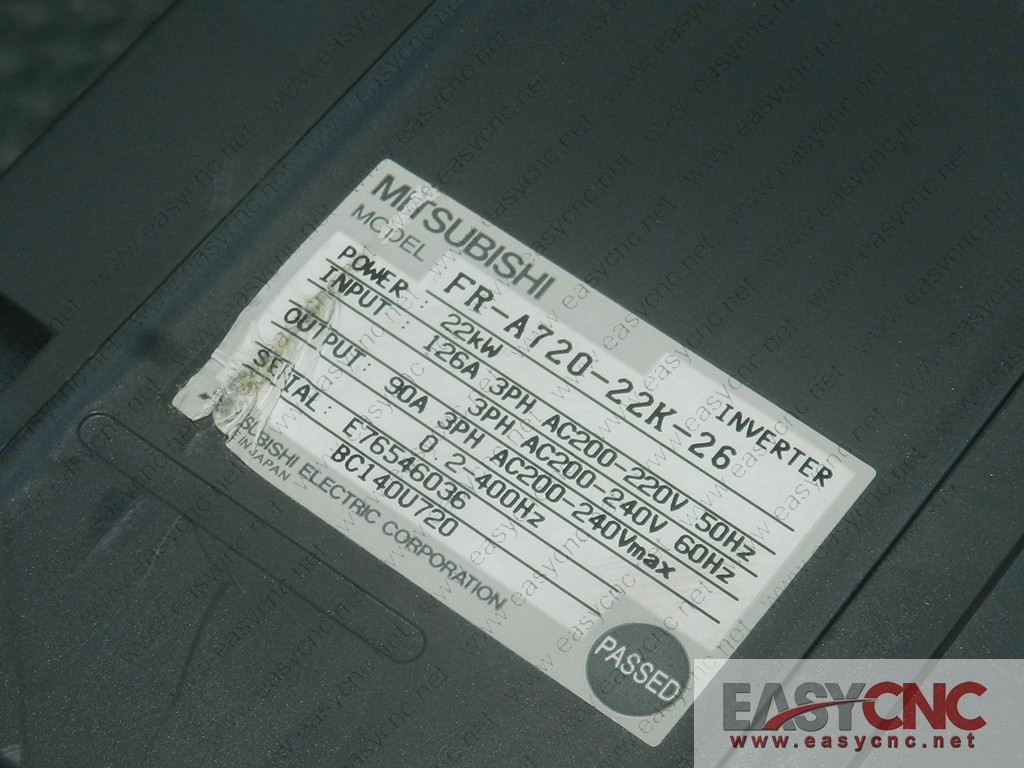 MITSUBISHI
INVERTER
MODEL FR-A720-22K-26
POWER : 22kW
INPUT : 126A 3PH AC200-220V 50Hz
3PH AC200-240V 60Hz
OUTPUT: 90A 3PH AC200-240Vmax
0.2-400Hz
SERIAL: E76546036
BC140U720
SUBISHI ELECTRIC CORPORATION
IN JAPAN
PASSED
EASYCNC
www.easycnc.net